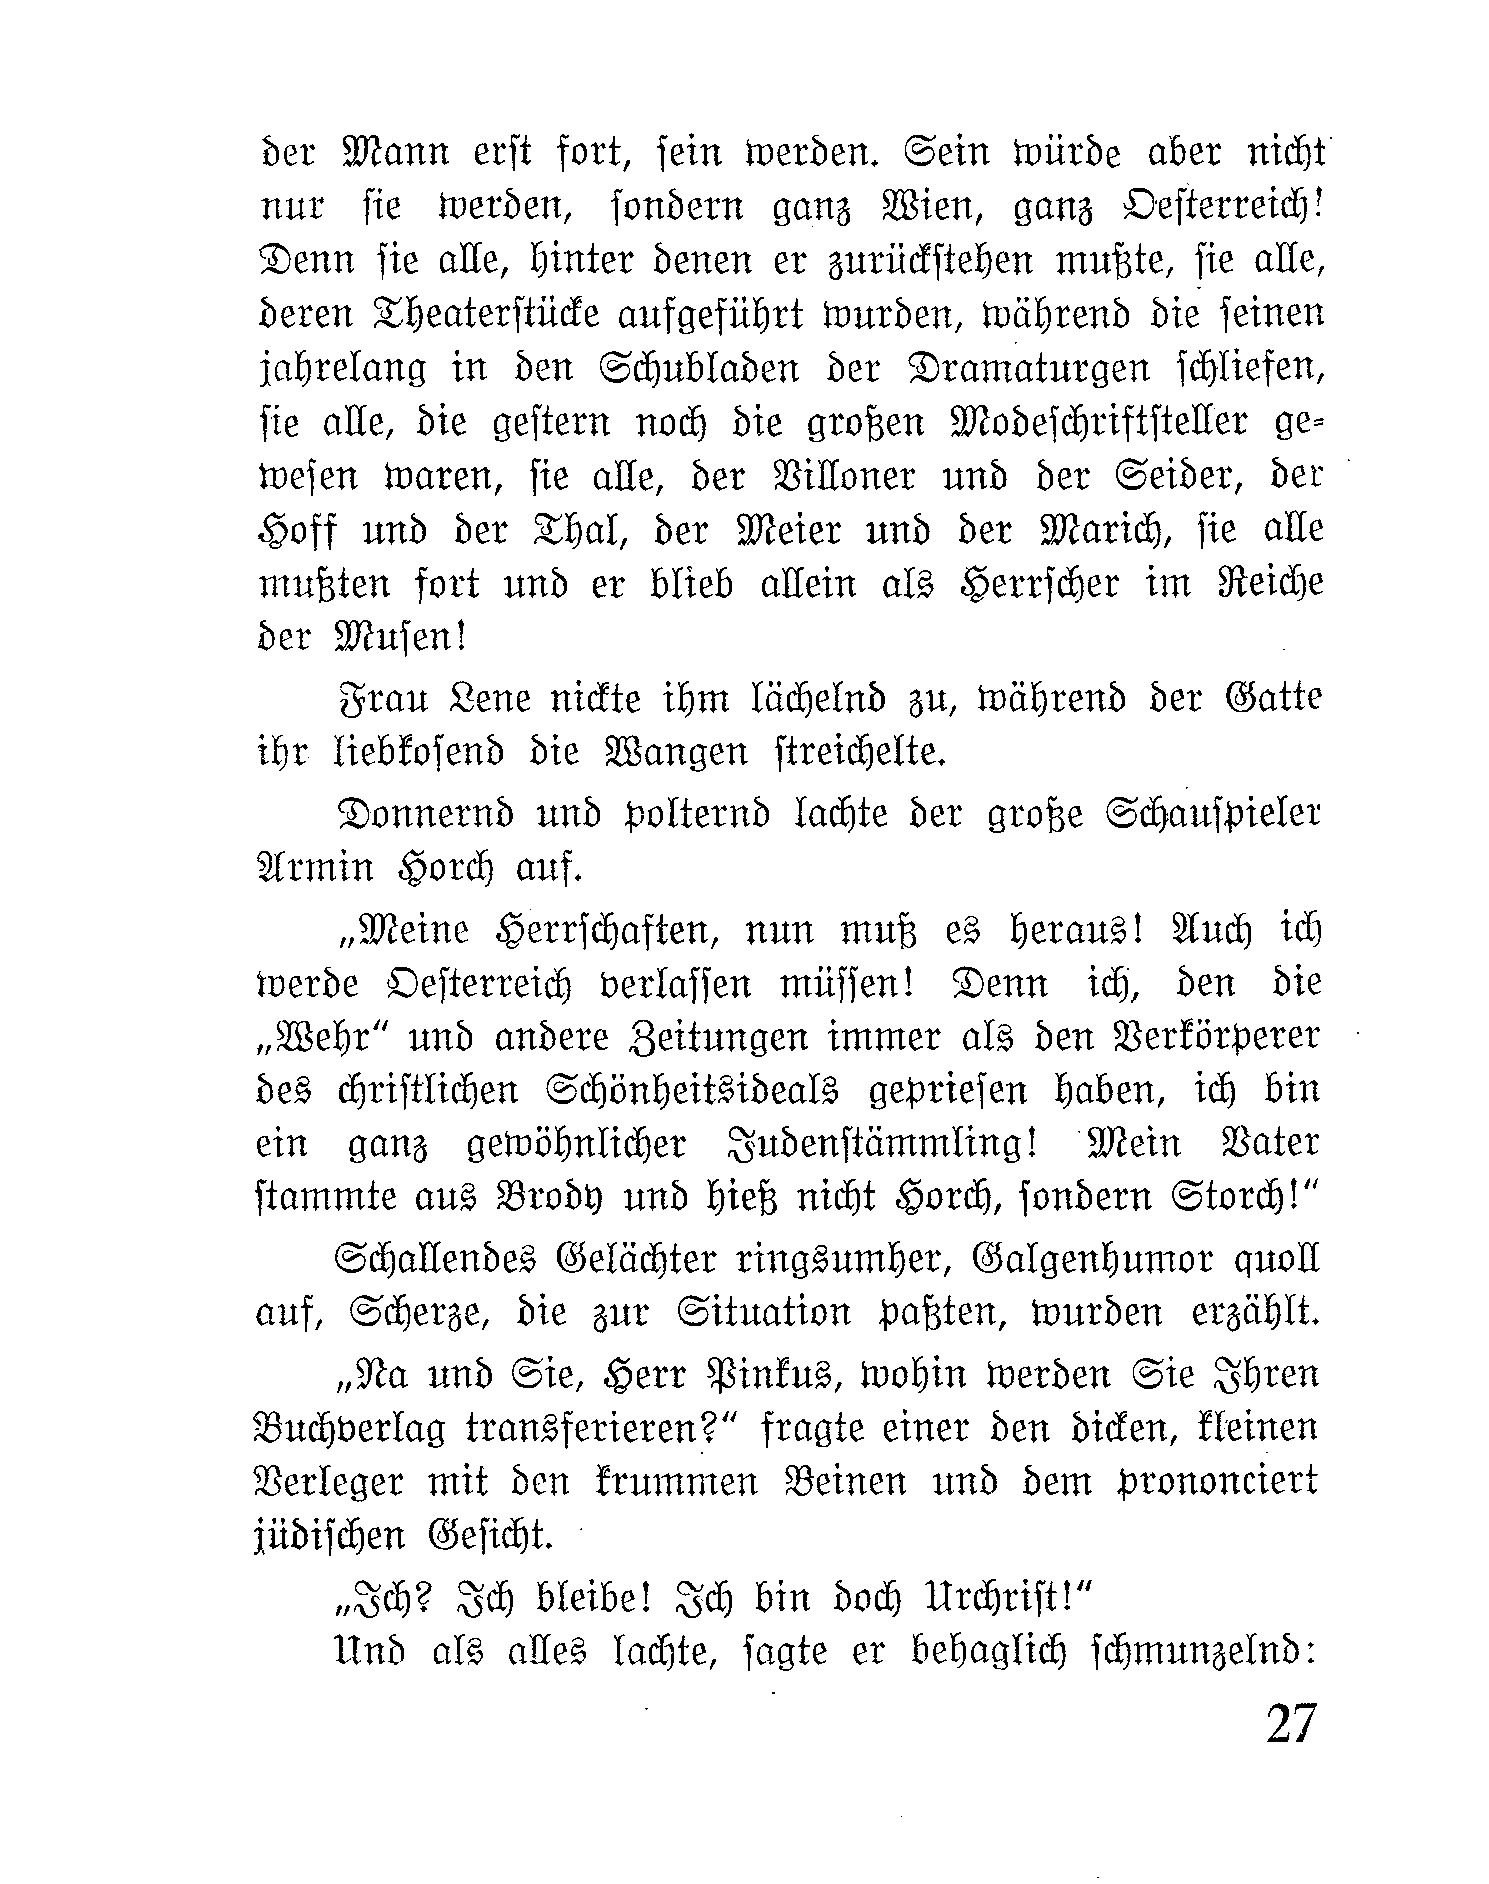 der Mann erſt fort, ſein werden. Sein würde aber nicht
nur ſie werden, ſondern ganz Wien, ganz Oeſterreich!
Denn ſie alle, hinter denen er zurückſtehen mußte, ſie alle,
deren Theaterſtücke aufgeführt wurden, während die ſeinen
jahrelang in den Schubladen der Dramaturgen ſchliefen,
ſie alle, die geſtern noch die großen Modeſchriftſteller ge=
weſen waren, ſie alle, der Villoner und der Seider, der
Hoff und der Thal, der Meier und der Marich, ſie alle
mußten fort und er blieb allein als Herrſcher im Reiche
der Muſen!
Frau Lene nickte ihm lächelnd zu, während der Gatte
ihr liebkoſend die Wangen ſtreichelte.
Donnernd und polternd lachte der große Schauſpieler
Armin Horch auf.
„Meine Herrſchaften, nun muß es heraus! Auch ich
werde Oeſterreich verlaſſen müſſen! Denn ich, den die
„Wehr“ und andere Zeitungen immer als den Verkörperer
des chriſtlichen Schönheitsideals geprieſen haben, ich bin
ein ganz gewöhnlicher Judenſtämmling! Mein Vater
ſtammte aus Brody und hieß nicht Horch, ſondern Storch!“
Schallendes Gelächter ringsumher, Galgenhumor quoll
auf, Scherze, die zur Situation paßten, wurden erzählt.
„Na und Sie, Herr Pinkus, wohin werden Sie Ihren
Buchverlag transferieren?“ fragte einer den dicken, kleinen
Verleger mit den krummen Beinen und dem prononciert
jüdiſchen Geſicht.
„Ich? Ich bleibe! Ich bin doch Urchriſt!“
Und als alles lachte, ſagte er behaglich ſchmunzelnd:
27